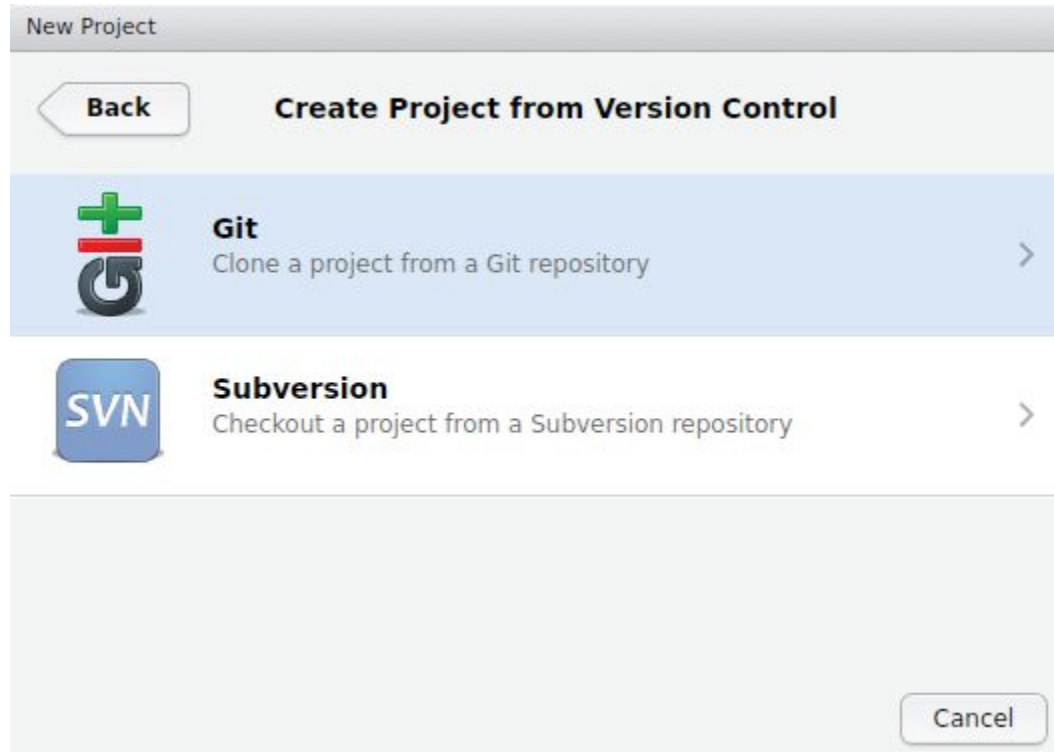 New Project
Back
Create Project from Version Control
Git
Clone a project from a Git repository
SVN
Subversion
Checkout a project from a Subversion repository
Cancel